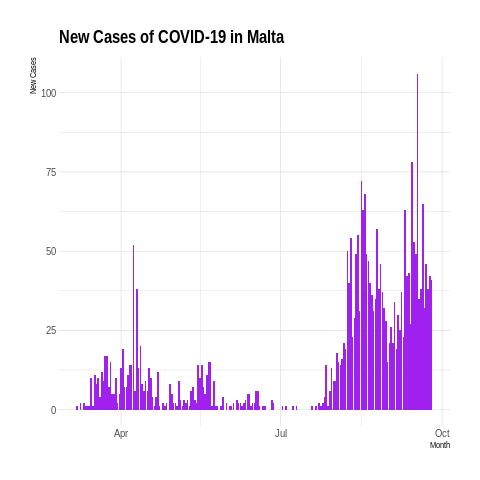 New Cases of COVID-19 in Malta
New Cases
100
75
50
25
0
Apr
Jul
Oct
Month